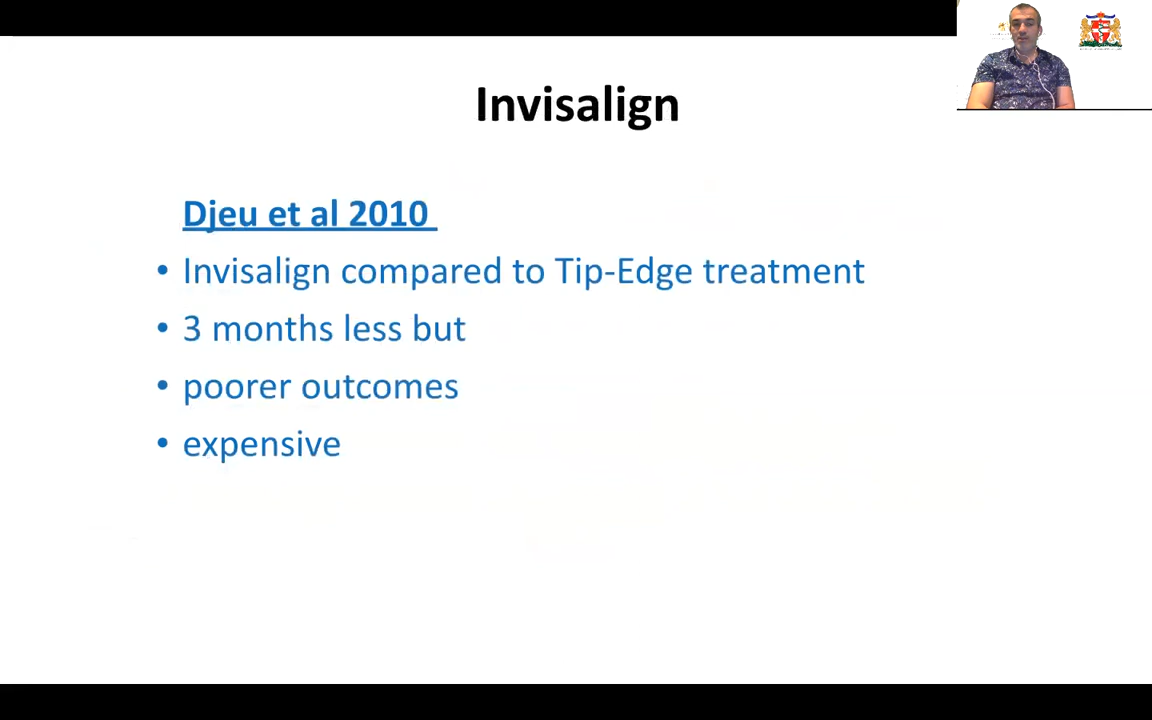 Invisalign
Djeu et al 2010
• Invisalign compared to Tip-Edge treatment
• 3 months less but
• poorer outcomes
• expensive